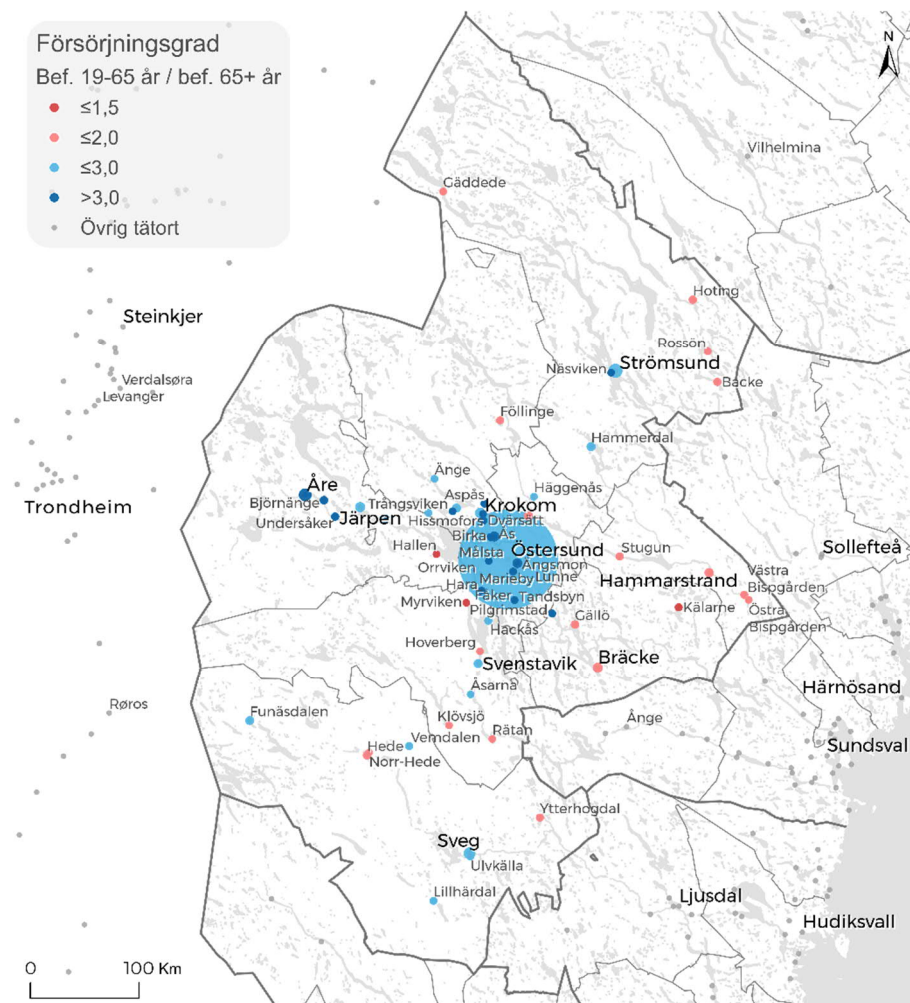 Försörjningsgrad
Bef. 19-65 år / bef. 65+ år
≤1,5
≤2,0
≤3,0
>3,0
Övrig tätort
N
Vilhelmina
Gäddede
Hoting
Steinkjer
Rossön
Strömsund
Näsviken
Backe
Verdalsøra
Levanger
Föllinge
Hammerdal
Änge
Åre
Häggenås
Björnänge
Trångsviken
Aspås
Krokom
Trondheim
Undersåker
Järpen
Hissmofors
Dvärsätt
Birka
Ås
Sollefteå
Hallen
Målsta
Östersund
Stugun
Orrviken
Ängsmon
Marieby
Lunne
Hammarstrand
Västra
Bispgården
Hara
Fåker
Tandsbyn
Myrviken
Pilgrimstad
Kälarne
Östra
Bispgården
Hackås
Gällö
Hoverberg
Svenstavik
Bräcke
Åsarna
Härnösand
Røros
Funäsdalen
Klövsjö
Rätan
Ånge
Sundsval
Hede
Vemdalen
Norr-Hede
Ytterhogdal
Sveg
Ulvkälla
Lillhärdal
Ljusdal
Hudiksvall
0 100 Km